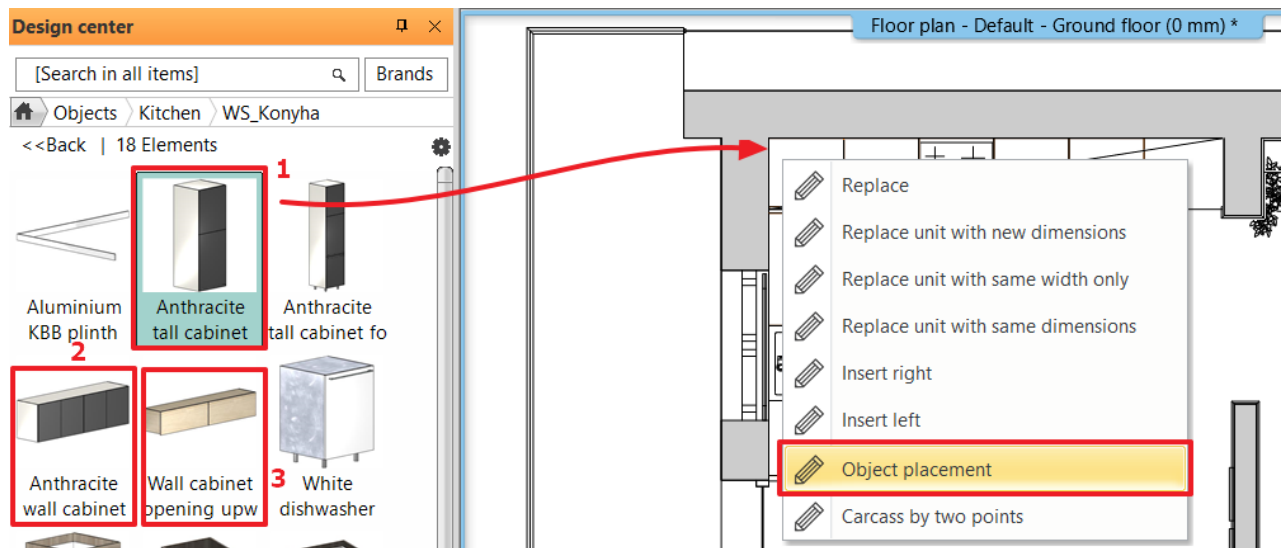 Design center
Floor plan - Default - Ground floor (0 mm) *
[Search in all items]
Brands
Objects Kitchen WS_Konyha
<<Back | 18 Elements
1
Aluminium
KBB plinth
Anthracite
tall cabinet
Anthracite
tall cabinet fo
2
Anthracite
wall cabinet
Wall cabinet
opening upw
3
White
dishwasher
Replace
Replace unit with new dimensions
Replace unit with same width only
Replace unit with same dimensions
Insert right
Insert left
Object placement
Carcass by two points